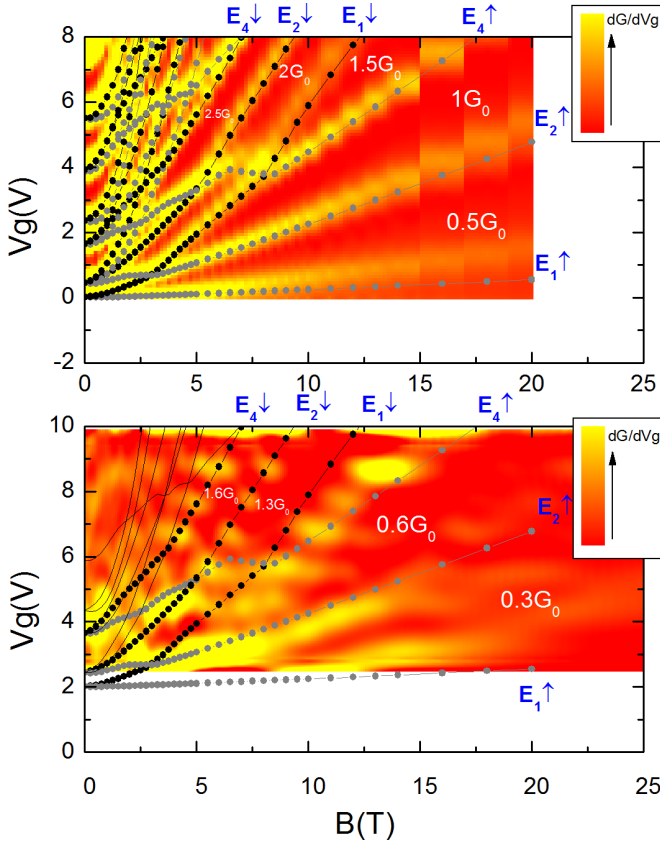 E4↓ E2↓ E1↓ E4↑
dG/dVg
8
6
4
2
0
-2
Vg(V)
2.5G0
2G0
1.5G0
1G0
0.5G0
E2↑
E1↑
0 5 10 15 20 25
E4↓ E2↓ E1↓ E4↑
dG/dVg
10
8
6
4
2
0
Vg(V)
1.6G0
1.3G0
0.6G0
0.3G0
E2↑
E1↑
0 5 10 15 20 25
B(T)